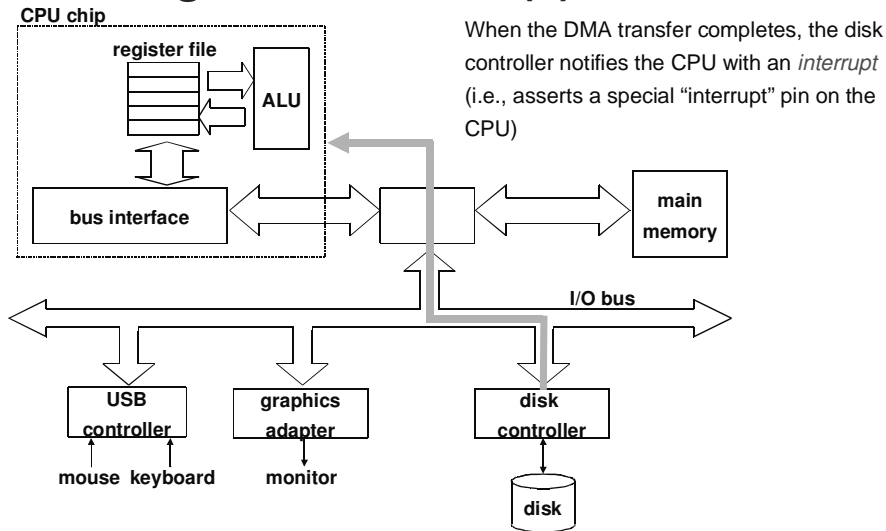 CPU chip
When the DMA transfer completes, the disk
controller notifies the CPU with an interrupt
(i.e., asserts a special “interrupt” pin on the
CPU)
register file
ALU
bus interface
main
memory
I/O bus
USB
controller
graphics
adapter
disk
controller
mouse keyboard
monitor
disk